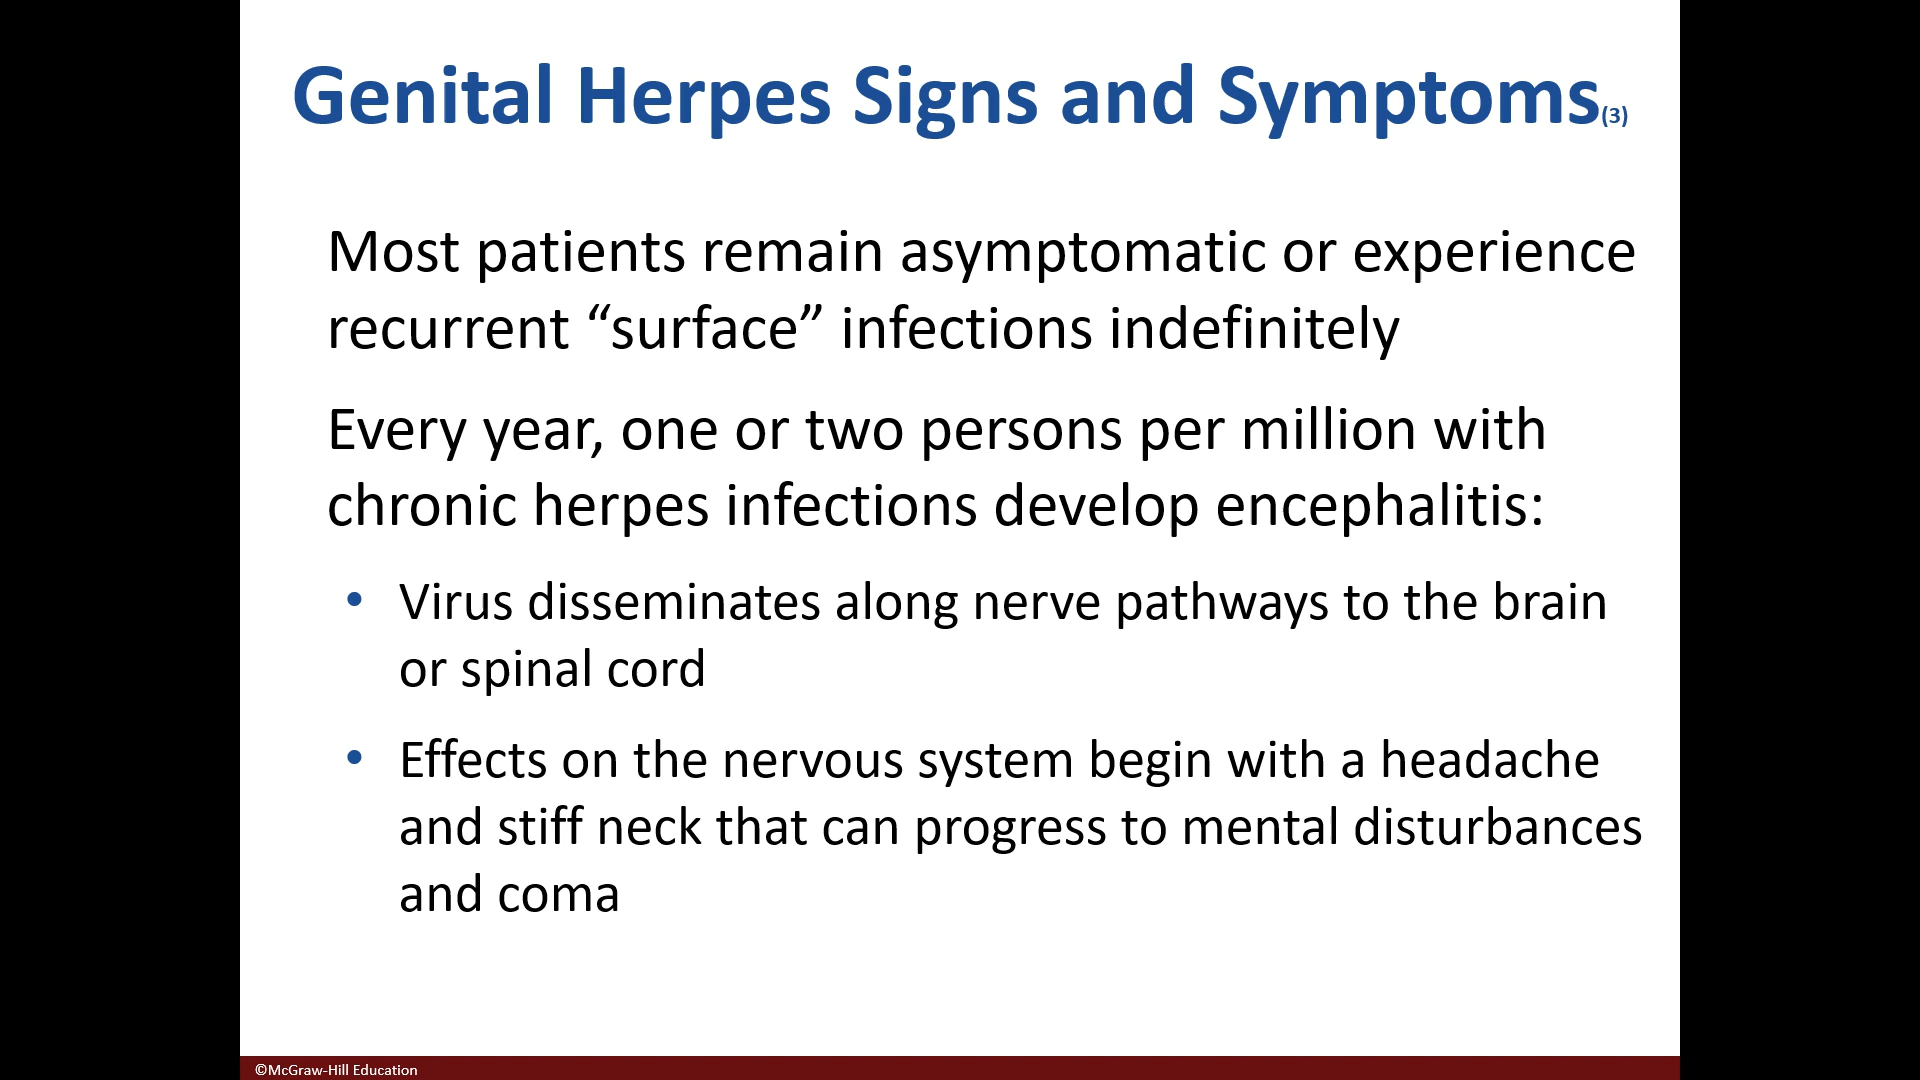 Genital Herpes Signs and Symptoms(3)
Most patients remain asymptomatic or experience
recurrent “surface” infections indefinitely
Every year, one or two persons per million with
chronic herpes infections develop encephalitis:
• Virus disseminates along nerve pathways to the brain
or spinal cord
• Effects on the nervous system begin with a headache
and stiff neck that can progress to mental disturbances
and coma
©McGraw-Hill Education